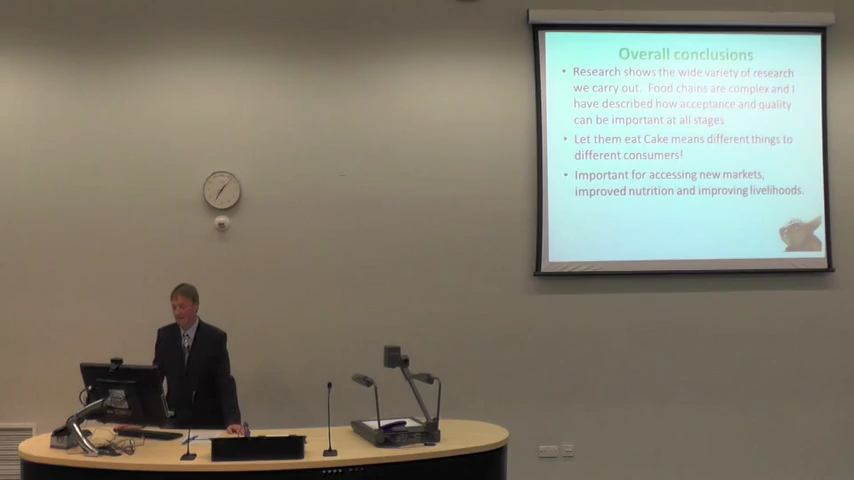 Overall conclusions
• Research shows the wide variety of research
we carry out. Food chains are complex and I
have described how acceptance and quality
can be important at all stages
• Let them eat Cake means different things to
different consumers!
• Important for accessing new markets,
improved nutrition and improving livelihoods.